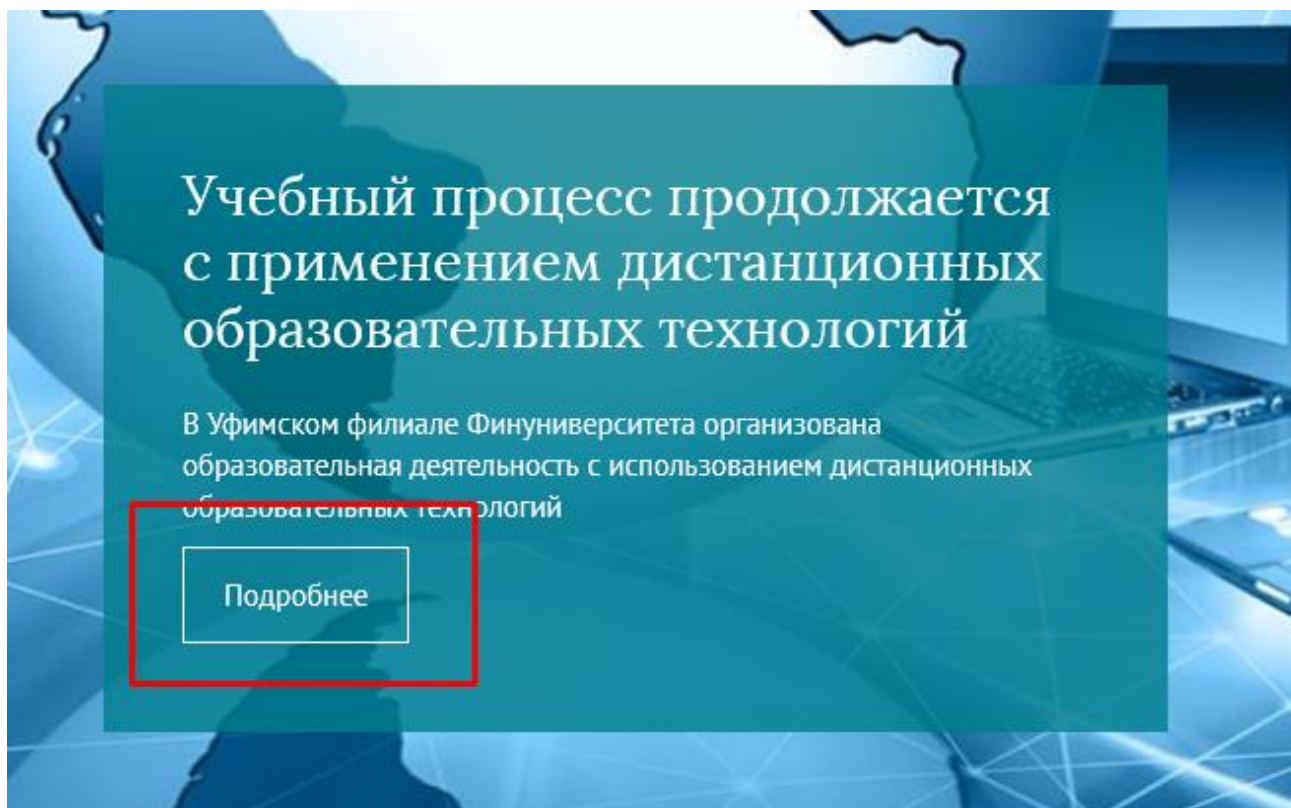 Учебный процесс продолжается
с применением дистанционных
образовательных технологий
В Уфимском филиале Финуниверситета организована
образовательная деятельность с использованием дистанционных
образовательных технологий
Подробнее